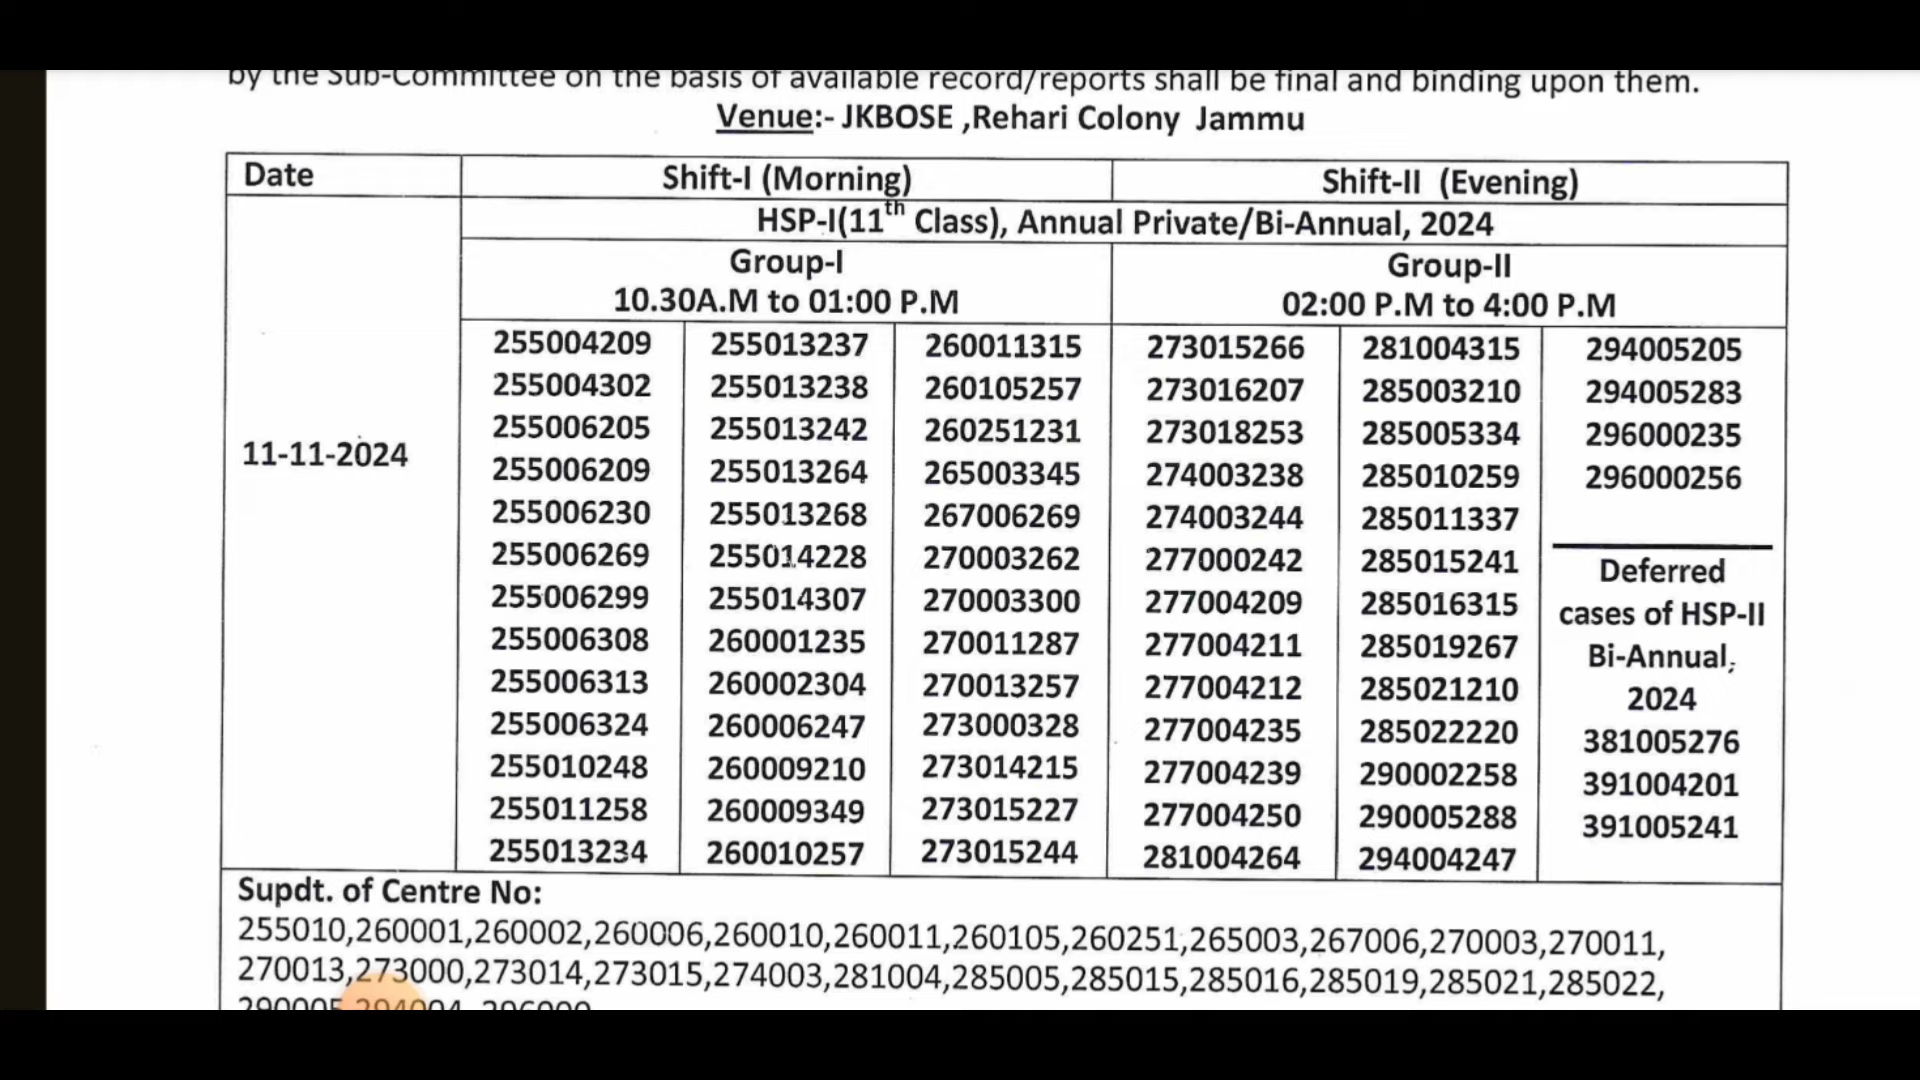 by the Sub-Committee on the basis of available record/reports shall be final and binding upon them.
Venue:- JKBOSE ,Rehari Colony Jammu
Date Shift-I (Morning) Shift-II (Evening)
HSP-I(11th Class), Annual Private/Bi-Annual, 2024
Group-I Group-II
10.30A.M to 01:00 P.M 02:00 P.M to 4:00 P.M
11-11-2024
255004209 255013237 260011315 273015266 281004315 294005205
255004302 255013238 260105257 273016207 285003210 294005283
255006205 255013242 260251231 273018253 285005334 296000235
255006209 255013264 265003345 274003238 285010259 296000256
255006230 255013268 267006269 274003244 285011337
255006269 255014228 270003262 277000242 285015241 Deferred
255006299 255014307 270003300 277004209 285016315 cases of HSP-II
255006308 260001235 270011287 277004211 285019267 Bi-Annual,
255006313 260002304 270013257 277004212 285021210 2024
255006324 260006247 273000328 277004235 285022220 381005276
255010248 260009210 273014215 277004239 290002258 391004201
255011258 260009349 273015227 277004250 290005288 391005241
255013234 260010257 273015244 281004264 294004247
Supdt. of Centre No:
255010,260001,260002,260006,260010,260011,260105,260251,265003,267006,270003,270011,
270013,273000,273014,273015,274003,281004,285005,285015,285016,285019,285021,285022,
290005,294004, 296000